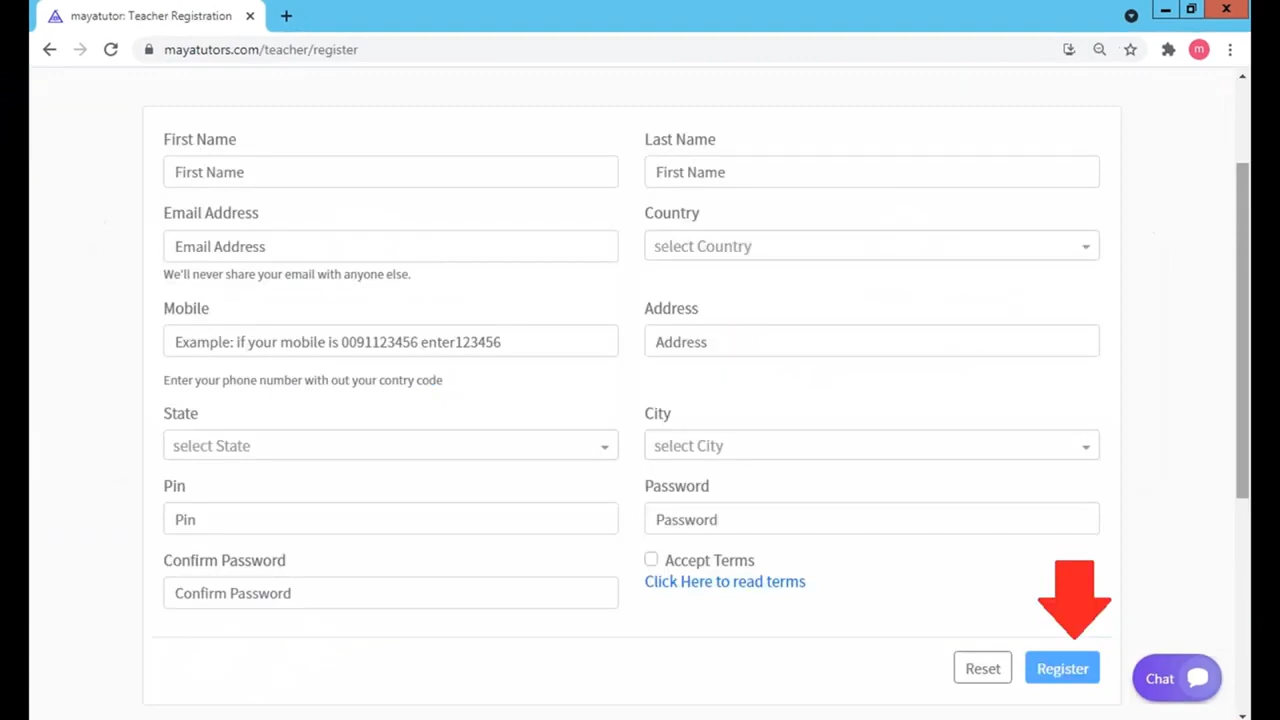 mayatutor: Teacher Registration
mayatutors.com/teacher/register
m
First Name
Last Name
First Name
First Name
Email Address
Country
Email Address
select Country
We'll never share your email with anyone else.
Mobile
Address
Example: if your mobile is 0091123456 enter123456
Address
Enter your phone number with out your contry code
State
City
select State
select City
Pin
Password
Pin
Password
Confirm Password
Accept Terms
Click Here to read terms
Confirm Password
Reset
Register
Chat